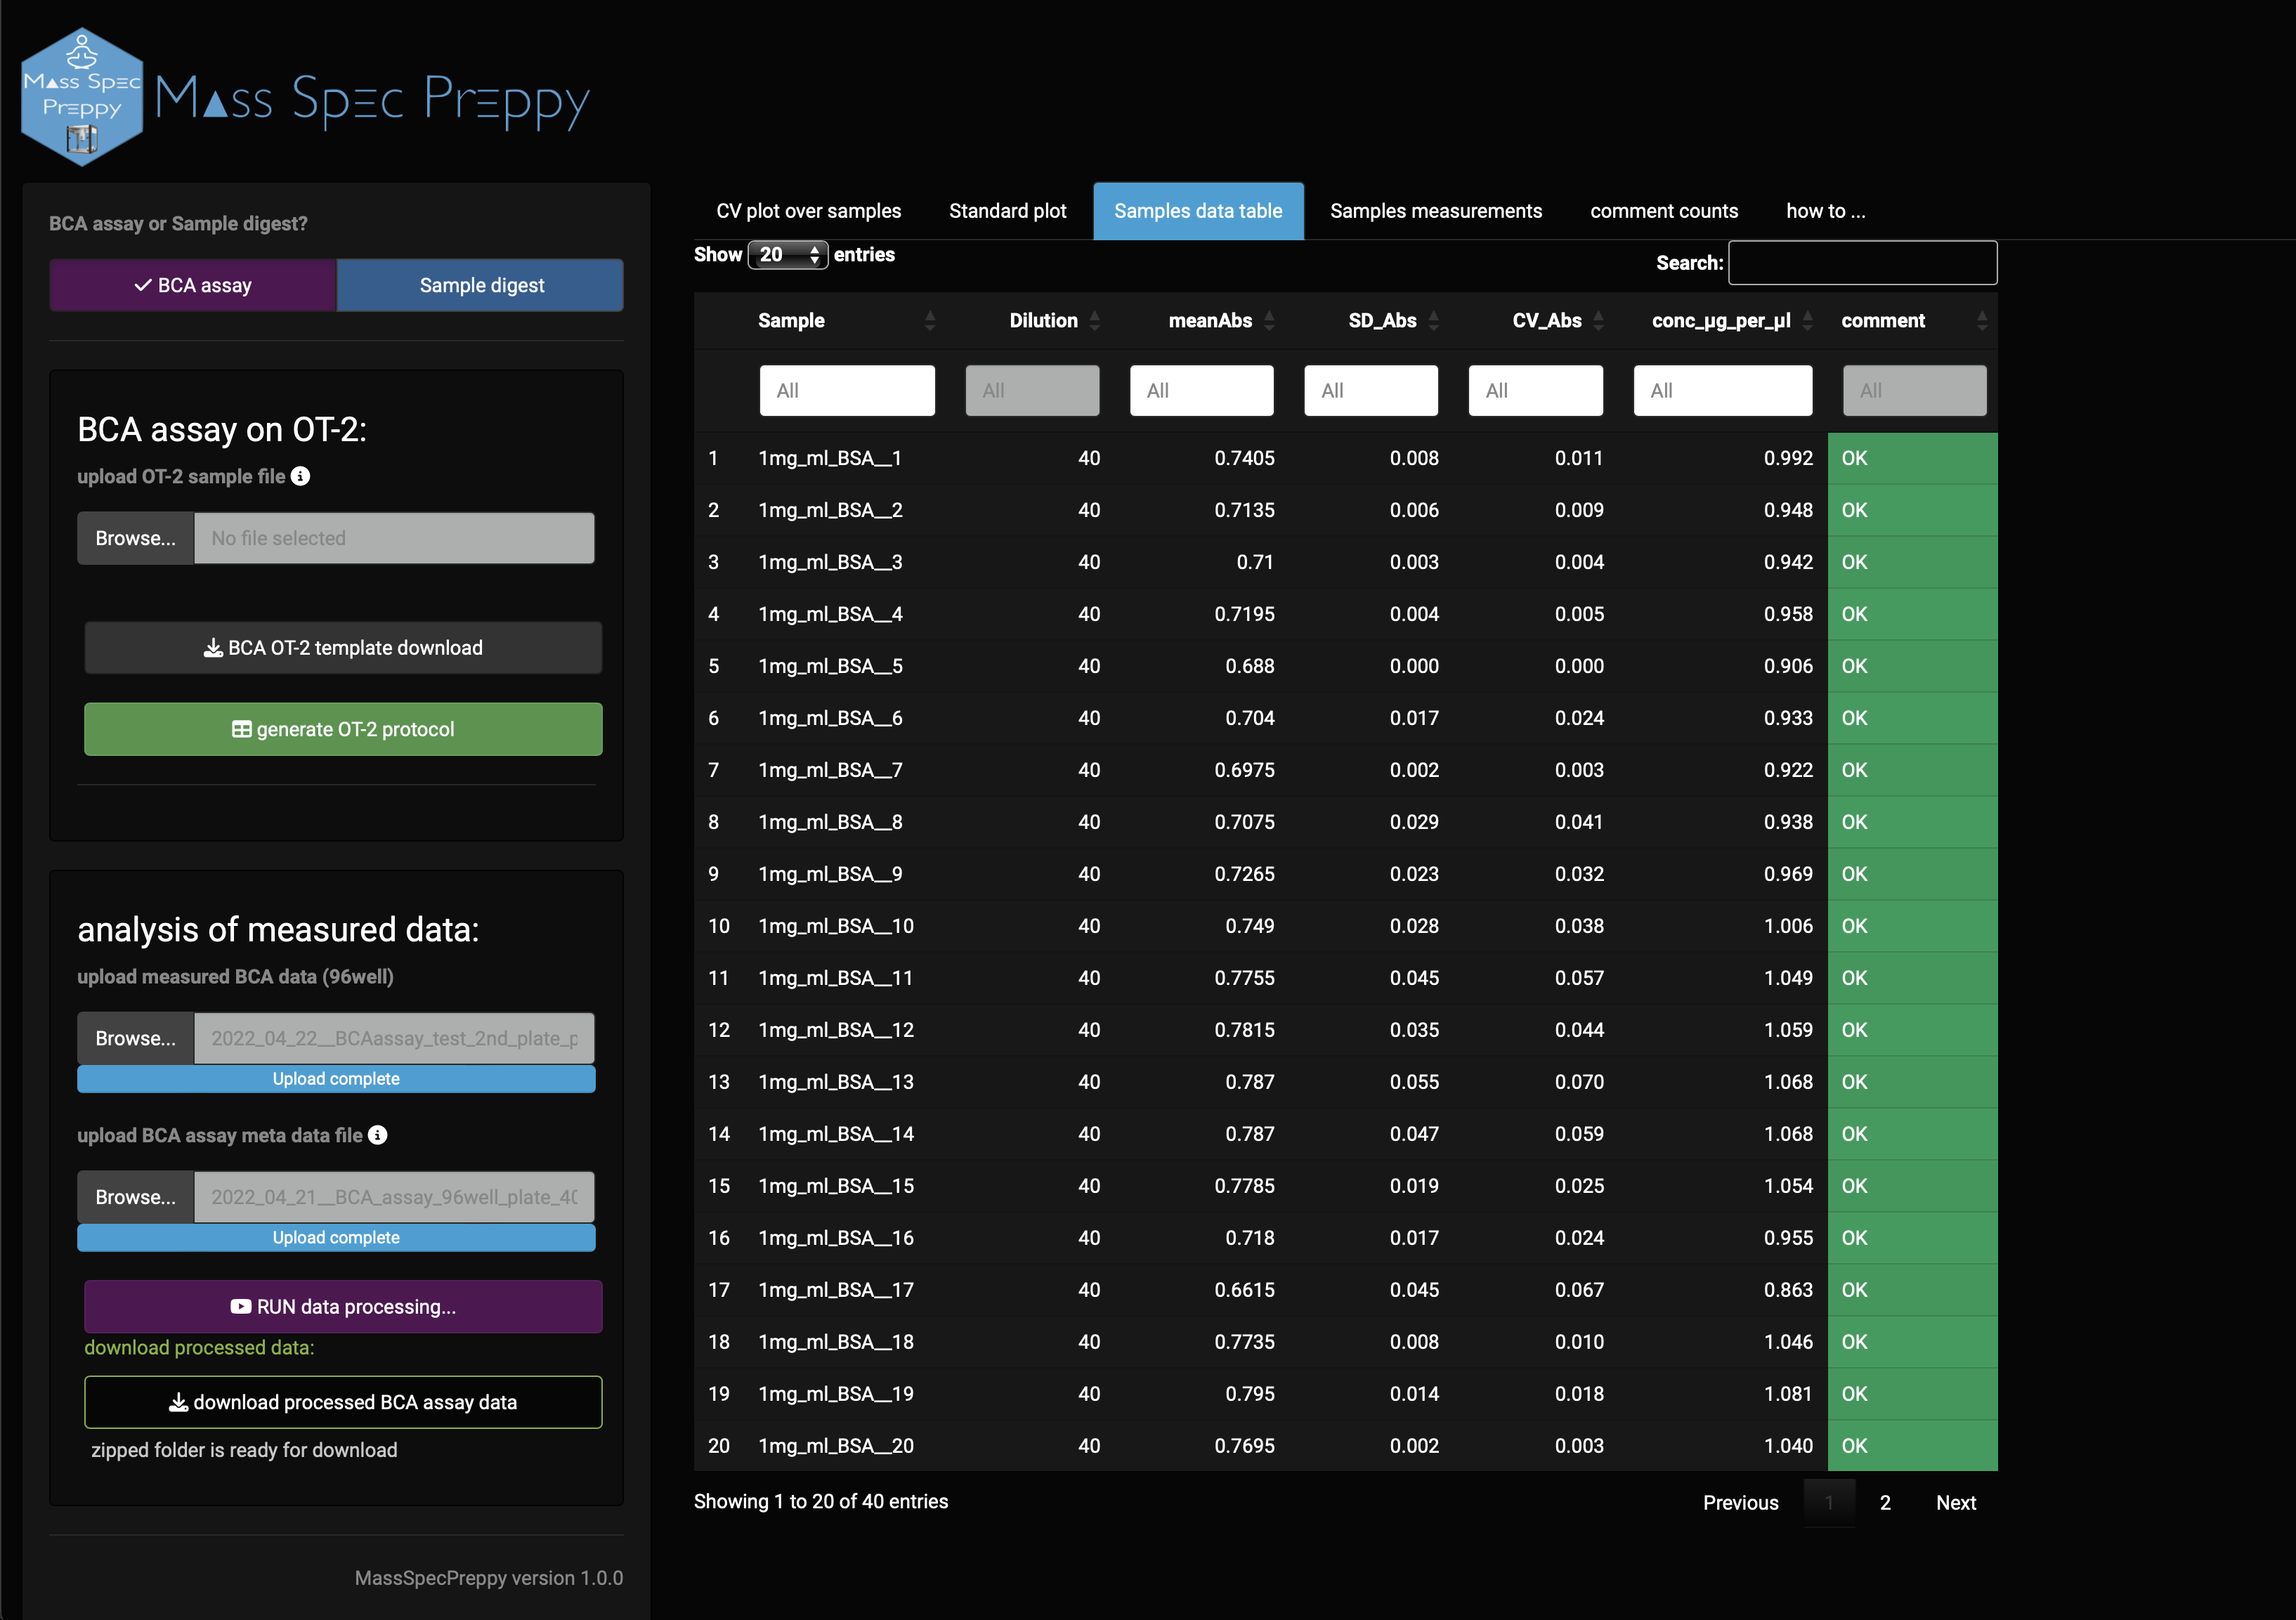 Mass Spec
Preppy
Mass Spec Preppy
BCA assay or Sample digest?
BCA assay
Sample digest
BCA assay on OT-2:
upload OT-2 sample file
Browse...
No file selected
BCA OT-2 template download
generate OT-2 protocol
analysis of measured data:
upload measured BCA data (96well)
Browse...
2022_04_22__BCAassay_test_2nd_plate_p
Upload complete
upload BCA assay meta data file
Browse...
2022_04_21__BCA_assay_96well_plate_40
Upload complete
RUN data processing...
download processed data:
download processed BCA assay data
zipped folder is ready for download
MassSpecPreppy version 1.0.0
CV plot over samples Standard plot Samples data table Samples measurements comment counts how to ...
Show 20 entries
Search:
Sample Dilution meanAbs SD_Abs CV_Abs conc_µg_per_µl comment
All All All All All All All
1 1mg_ml_BSA__1 40 0.7405 0.008 0.011 0.992 OK
2 1mg_ml_BSA__2 40 0.7135 0.006 0.009 0.948 OK
3 1mg_ml_BSA__3 40 0.71 0.003 0.004 0.942 OK
4 1mg_ml_BSA__4 40 0.7195 0.004 0.005 0.958 OK
5 1mg_ml_BSA__5 40 0.688 0.000 0.000 0.906 OK
6 1mg_ml_BSA__6 40 0.704 0.017 0.024 0.933 OK
7 1mg_ml_BSA__7 40 0.6975 0.002 0.003 0.922 OK
8 1mg_ml_BSA__8 40 0.7075 0.029 0.041 0.938 OK
9 1mg_ml_BSA__9 40 0.7265 0.023 0.032 0.969 OK
10 1mg_ml_BSA__10 40 0.749 0.028 0.038 1.006 OK
11 1mg_ml_BSA__11 40 0.7755 0.045 0.057 1.049 OK
12 1mg_ml_BSA__12 40 0.7815 0.035 0.044 1.059 OK
13 1mg_ml_BSA__13 40 0.787 0.055 0.070 1.068 OK
14 1mg_ml_BSA__14 40 0.787 0.047 0.059 1.068 OK
15 1mg_ml_BSA__15 40 0.7785 0.019 0.025 1.054 OK
16 1mg_ml_BSA__16 40 0.718 0.017 0.024 0.955 OK
17 1mg_ml_BSA__17 40 0.6615 0.045 0.067 0.863 OK
18 1mg_ml_BSA__18 40 0.7735 0.008 0.010 1.046 OK
19 1mg_ml_BSA__19 40 0.795 0.014 0.018 1.081 OK
20 1mg_ml_BSA__20 40 0.7695 0.002 0.003 1.040 OK
Showing 1 to 20 of 40 entries
Previous 1 2 Next